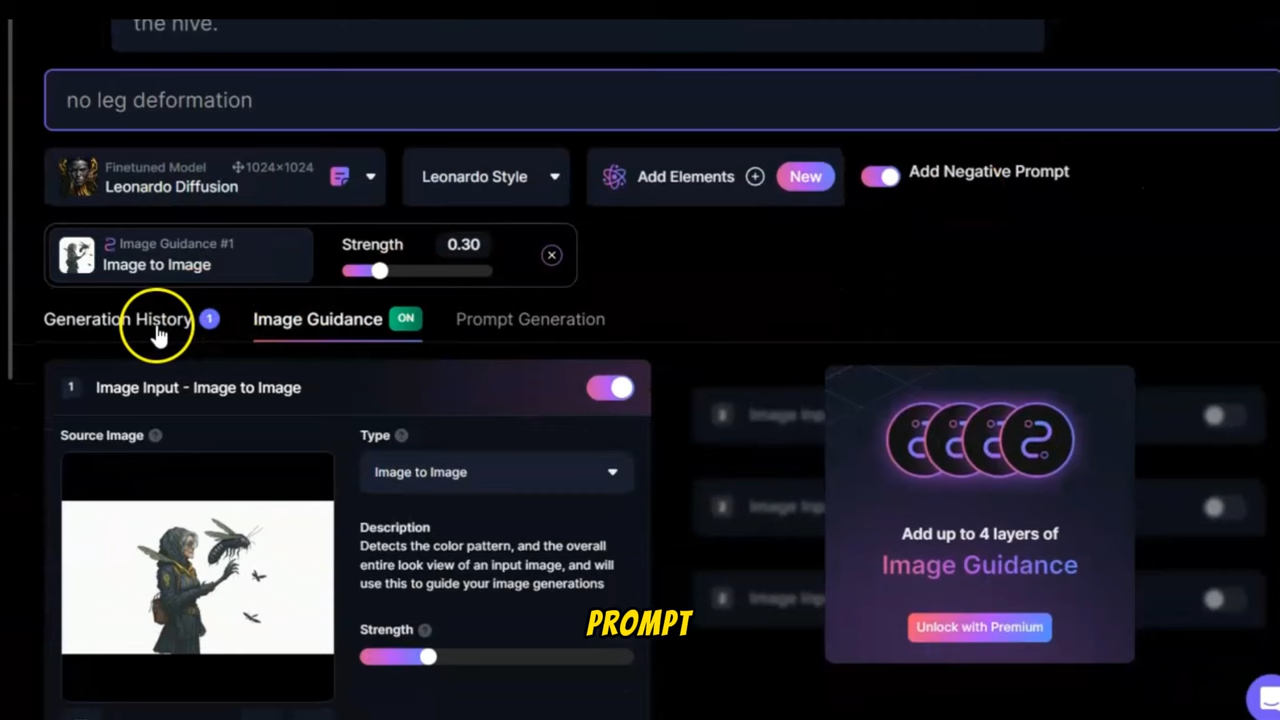 the hive.
no leg deformation
Finetuned Model 1024×1024
Leonardo Diffusion
Leonardo Style
Add Elements
New
Add Negative Prompt
Image Guidance #1
Image to Image
Strength 0.30
Generation History 1
Image Guidance ON
Prompt Generation
1 Image Input - Image to Image
Source Image ?
Type ?
Image to Image
Description
Detects the color pattern, and the overall
entire look view of an input image, and will
use this to guide your image generations
Strength ?
Add up to 4 layers of
Image Guidance
Unlock with Premium
PROMPT